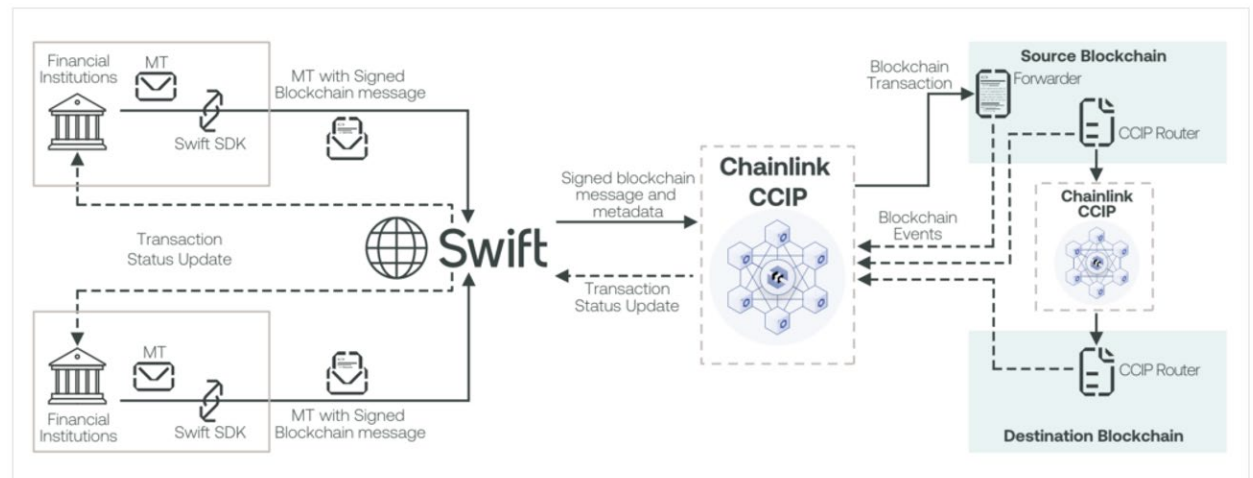 Financial
Institutions
MT
Swift SDK
MT with Signed
Blockchain message
Transaction
Status Update
Swift
Financial
Institutions
MT
Swift SDK
MT with Signed
Blockchain message
Signed blockchain
message and
metadata
Transaction
Status Update
Chainlink
CCIP
Blockchain
Transaction
Blockchain
Events
Source Blockchain
Forwarder
CCIP Router
Chainlink
CCIP
CCIP Router
Destination Blockchain